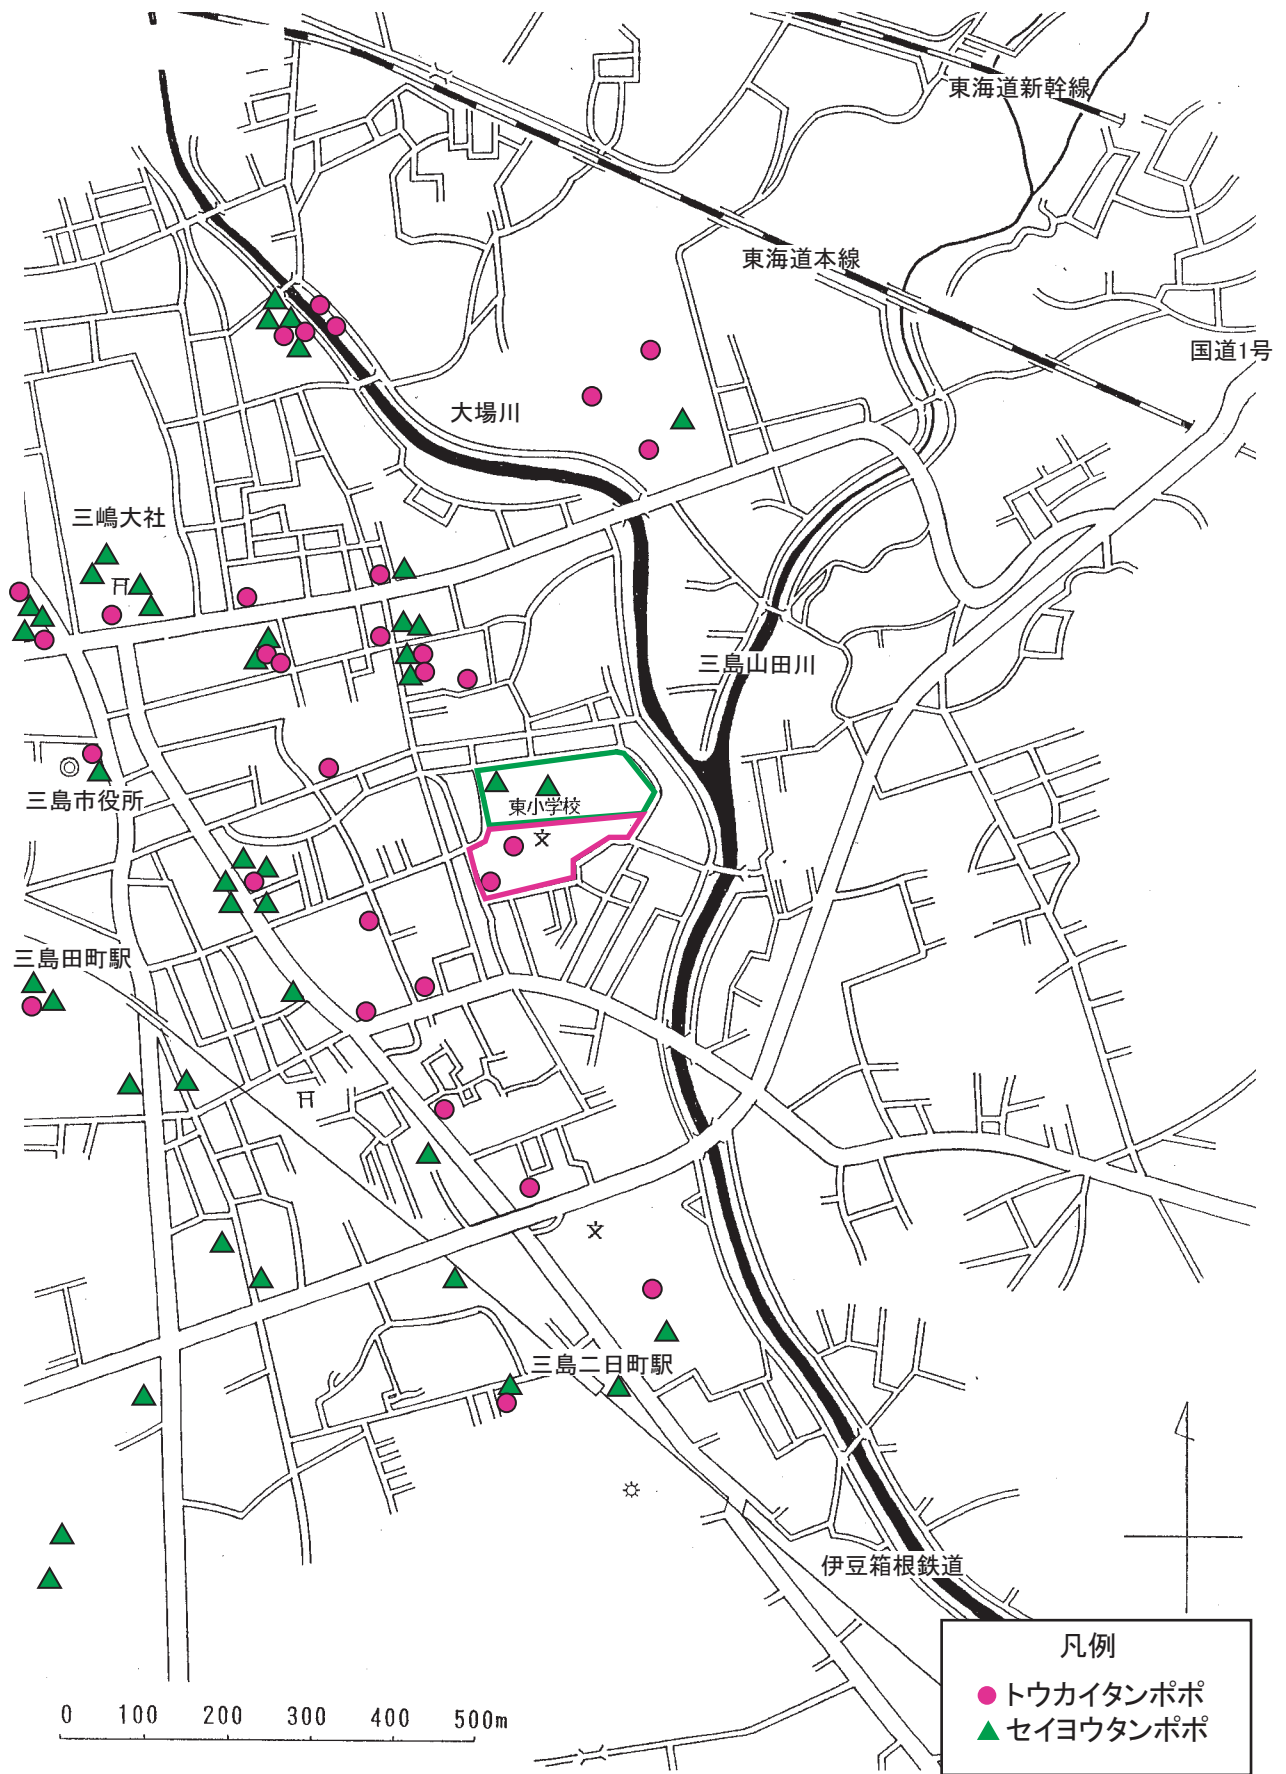 東海道新幹線
東海道本線
国道1号
大場川
三嶋大社
三島山田川
三島市役所
東小学校
三島田町駅
三島二日町駅
伊豆箱根鉄道
凡例
トウカイタンポポ
セイヨウタンポポ
0 100 200 300 400 500m